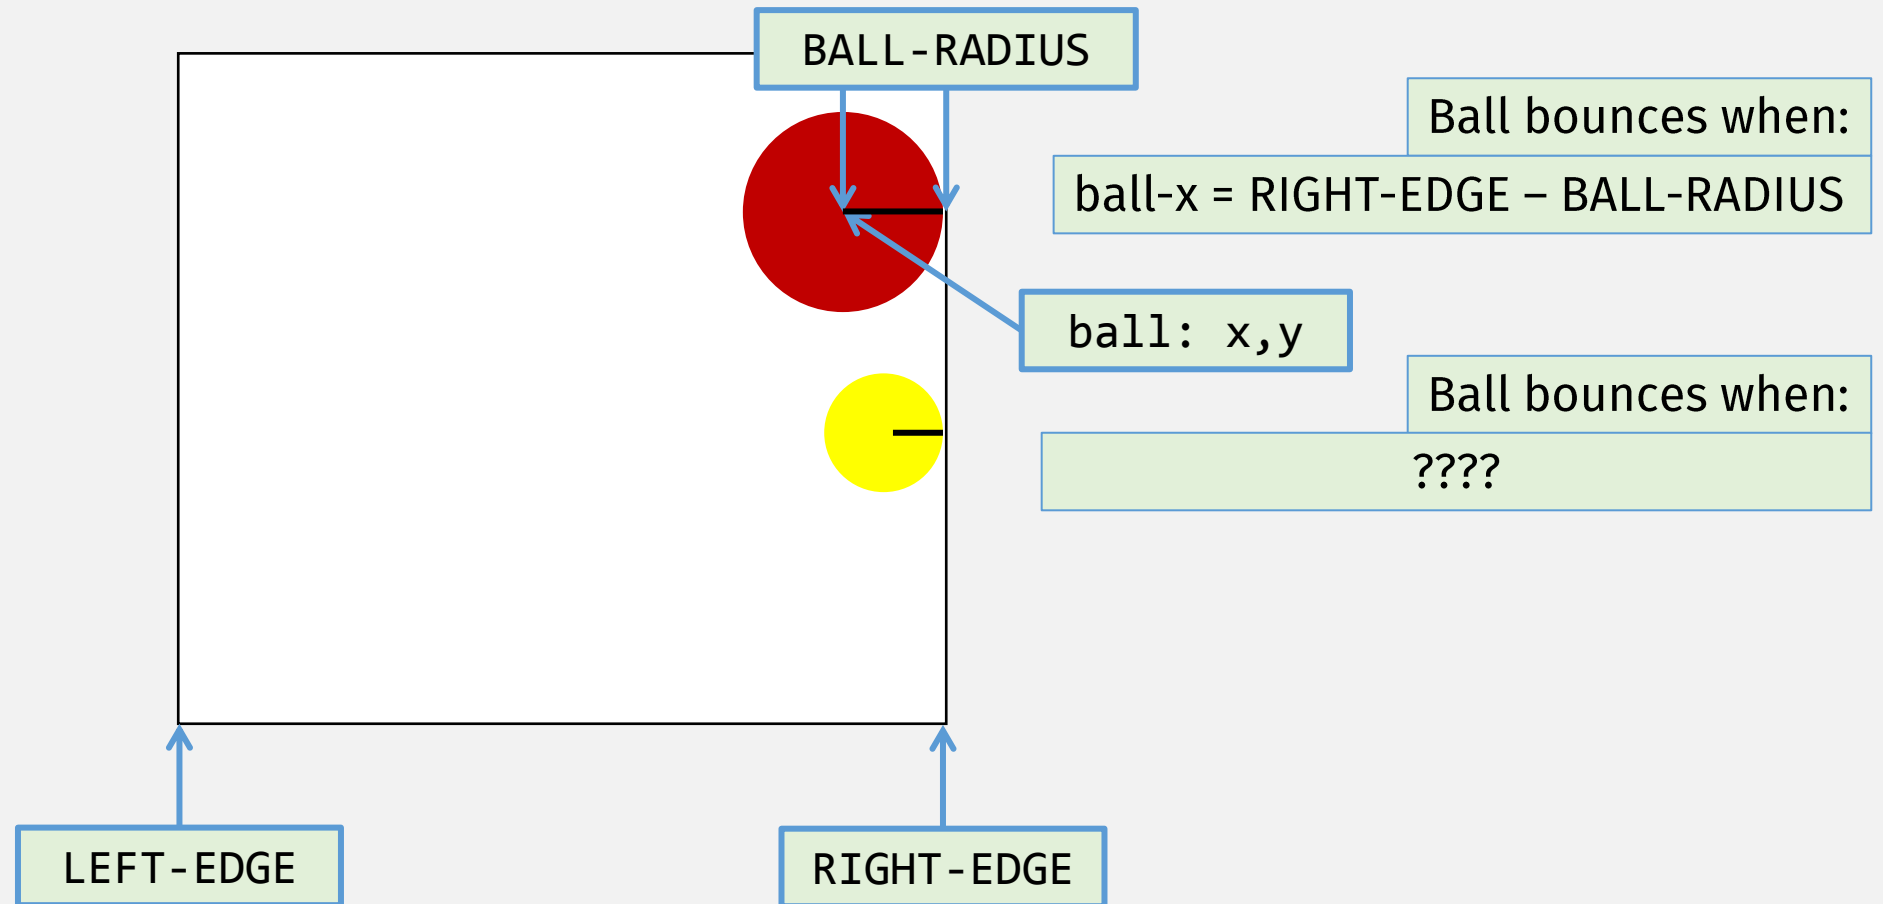 BALL-RADIUS
Ball bounces when:
ball-x = RIGHT-EDGE – BALL-RADIUS
ball: x,y
Ball bounces when:
????
LEFT-EDGE
RIGHT-EDGE